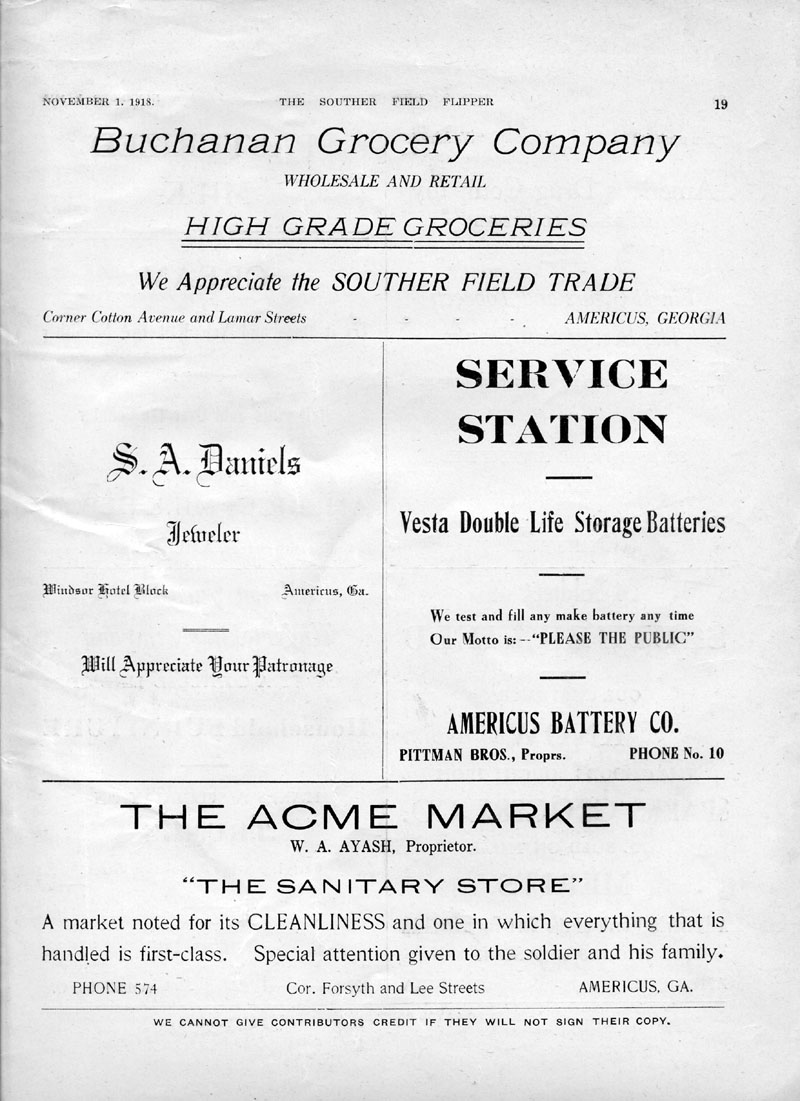 NOVEMBER 1, 1918.
THE SOUTHER FIELD FLIPPER
19
Buchanan Grocery Company
WHOLESALE AND RETAIL
HIGH GRADE GROCERIES
We Appreciate the SOUTHER FIELD TRADE
Corner Cotton Avenue and Lamar Streets - - - - AMERICUS, GEORGIA
S. A. Daniels
Jeweler
Windsor Hotel Block Americus, Ga.
Will Appreciate Your Patronage
SERVICE
STATION
Vesta Double Life Storage Batteries
We test and fill any make battery any time
Our Motto is:--"PLEASE THE PUBLIC"
AMERICUS BATTERY CO.
PITTMAN BROS., Proprs. PHONE No. 10
THE ACME MARKET
W. A. AYASH, Proprietor.
"THE SANITARY STORE"
A market noted for its CLEANLINESS and one in which everything that is
handled is first-class. Special attention given to the soldier and his family.
PHONE 574 Cor. Forsyth and Lee Streets AMERICUS, GA.
WE CANNOT GIVE CONTRIBUTORS CREDIT IF THEY WILL NOT SIGN THEIR COPY.